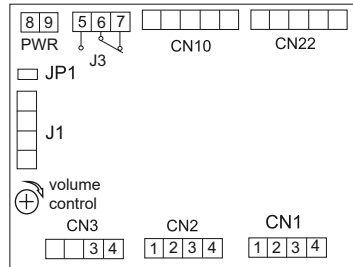 8 9 5 6 7
PWR J3 CN10 CN22
JP1
J1
volume
control
CN3 CN2 CN1
3 4 1 2 3 4 1 2 3 4